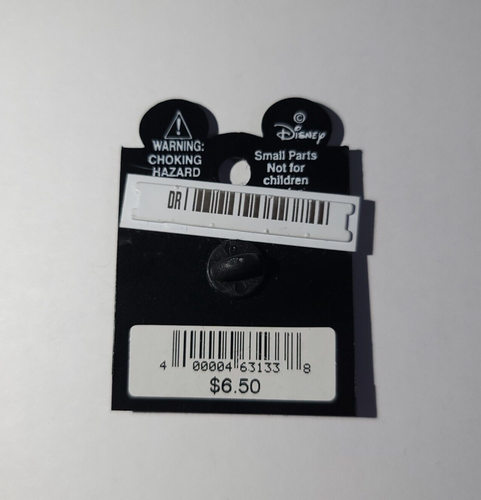 WARNING:
CHOKING
HAZARD
©
Disney
Small Parts
Not for
children
DR
4 00004 63133 8
$6.50